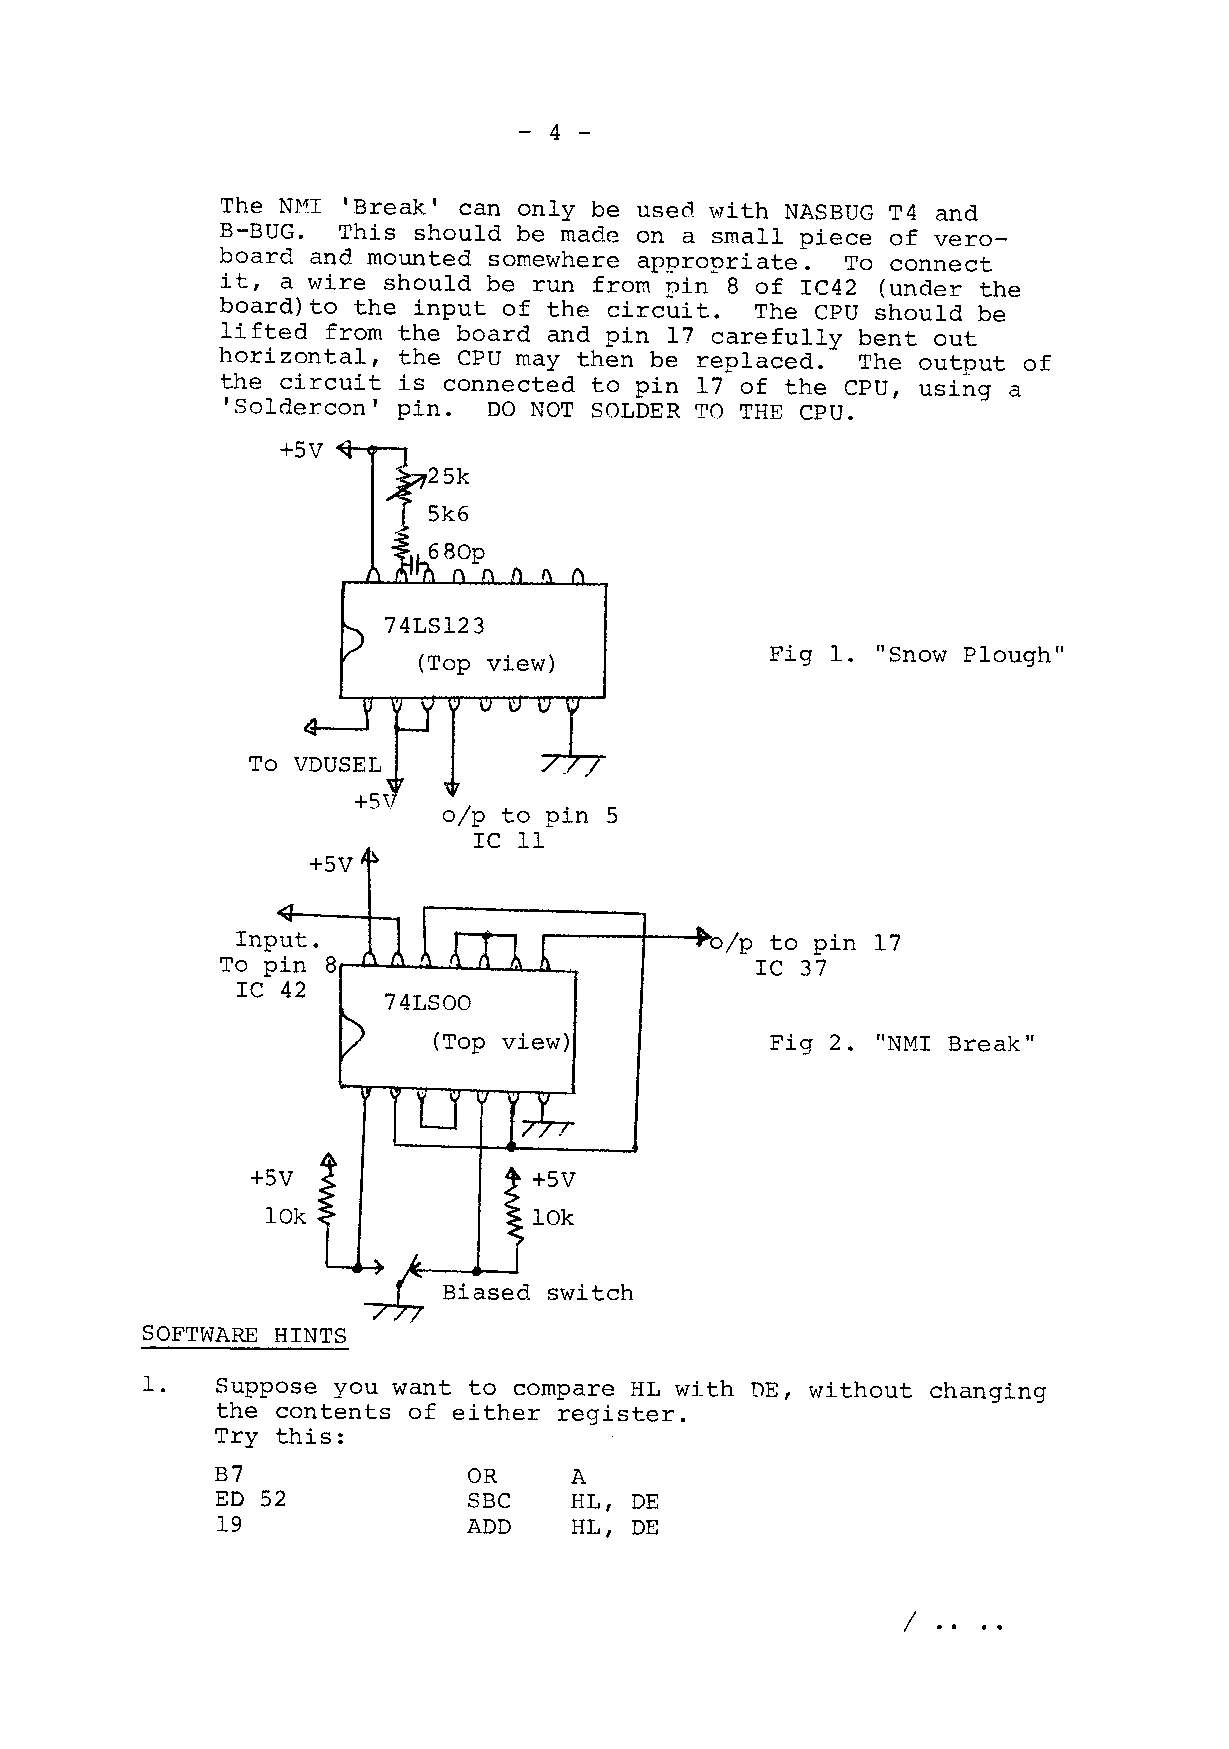 - 4 -
The NMI 'Break' can only be used with NASBUG T4 and
B-BUG. This should be made on a small piece of vero-
board and mounted somewhere appropriate. To connect
it, a wire should be run from pin 8 of IC42 (under the
board)to the input of the circuit. The CPU should be
lifted from the board and pin 17 carefully bent out
horizontal, the CPU may then be replaced. The output of
the circuit is connected to pin 17 of the CPU, using a
'Soldercon' pin. DO NOT SOLDER TO THE CPU.
+5V
25k
5k6
680p
74LS123
(Top view)
Fig 1. "Snow Plough"
To VDUSEL
+5V
o/p to pin 5
IC 11
+5V
Input.
To pin 8
IC 42
o/p to pin 17
IC 37
74LS00
(Top view)
Fig 2. "NMI Break"
+5V
+5V
10k
10k
Biased switch
SOFTWARE HINTS
1. Suppose you want to compare HL with DE, without changing
the contents of either register.
Try this:
B7 OR A
ED 52 SBC HL, DE
19 ADD HL, DE
/ .. ..